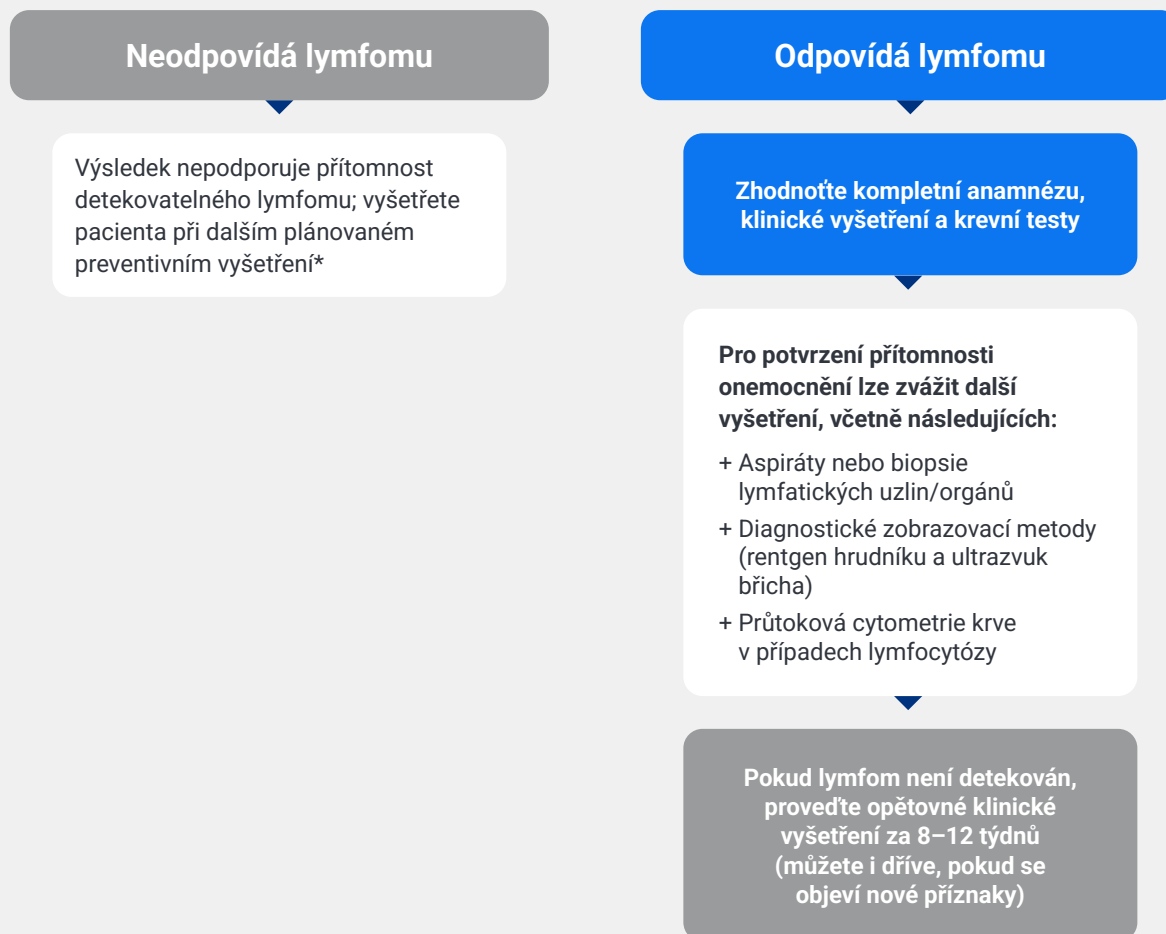 Neodpovídá lymfomu
Výsledek nepodporuje přítomnost
detekovatelného lymfomu; vyšetřete
pacienta při dalším plánovaném
preventivním vyšetření*
Odpovídá lymfomu
Zhodnoťte kompletní anamnézu,
klinické vyšetření a krevní testy
Pro potvrzení přítomnosti
onemocnění lze zvážit další
vyšetření, včetně následujících:
+ Aspiráty nebo biopsie
lymfatických uzlin/orgánů
+ Diagnostické zobrazovací metody
(rentgen hrudníku a ultrazvuk
břicha)
+ Průtoková cytometrie krve
v případech lymfocytózy
Pokud lymfom není detekován,
proveďte opětovné klinické
vyšetření za 8–12 týdnů
(můžete i dříve, pokud se
objeví nové příznaky)